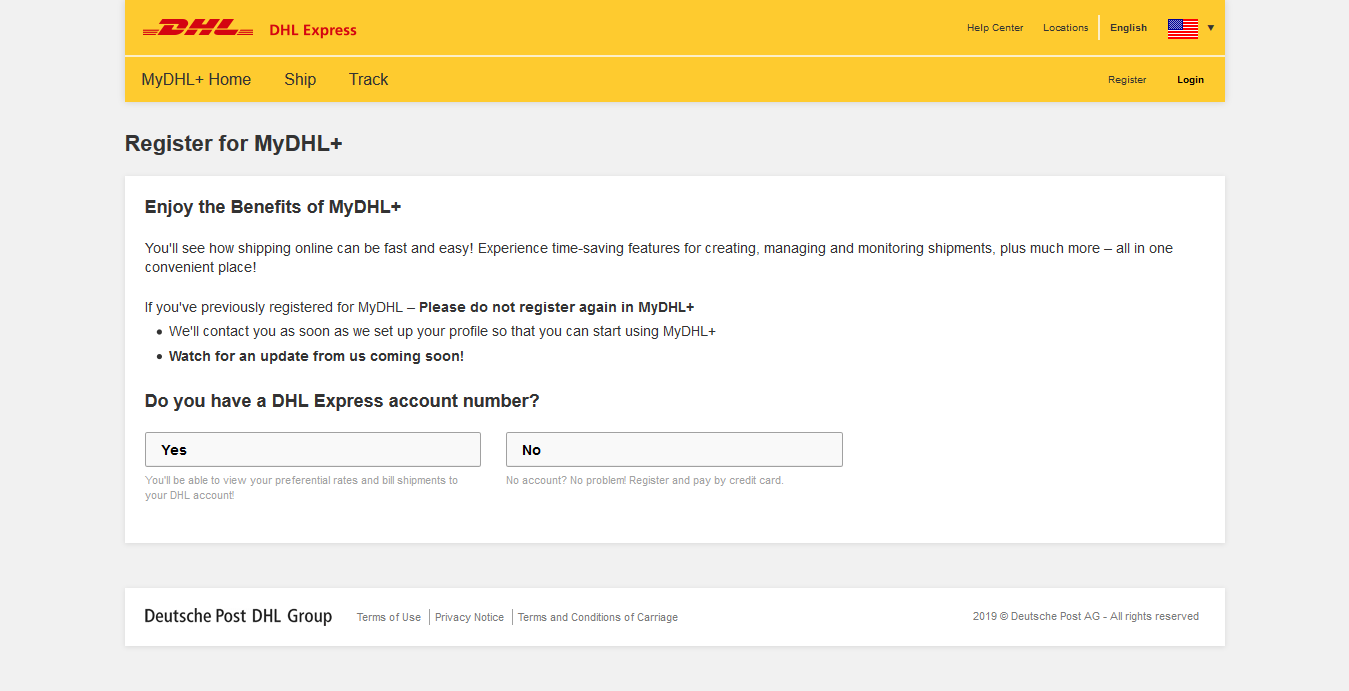 DHL DHL Express
Help Center Locations English
MyDHL+ Home Ship Track
Register Login
Register for MyDHL+
Enjoy the Benefits of MyDHL+
You'll see how shipping online can be fast and easy! Experience time-saving features for creating, managing and monitoring shipments, plus much more – all in one
convenient place!
If you've previously registered for MyDHL – Please do not register again in MyDHL+
• We'll contact you as soon as we set up your profile so that you can start using MyDHL+
• Watch for an update from us coming soon!
Do you have a DHL Express account number?
Yes
You'll be able to view your preferential rates and bill shipments to
your DHL account!
No
No account? No problem! Register and pay by credit card.
Deutsche Post DHL Group
Terms of Use Privacy Notice Terms and Conditions of Carriage
2019 © Deutsche Post AG - All rights reserved